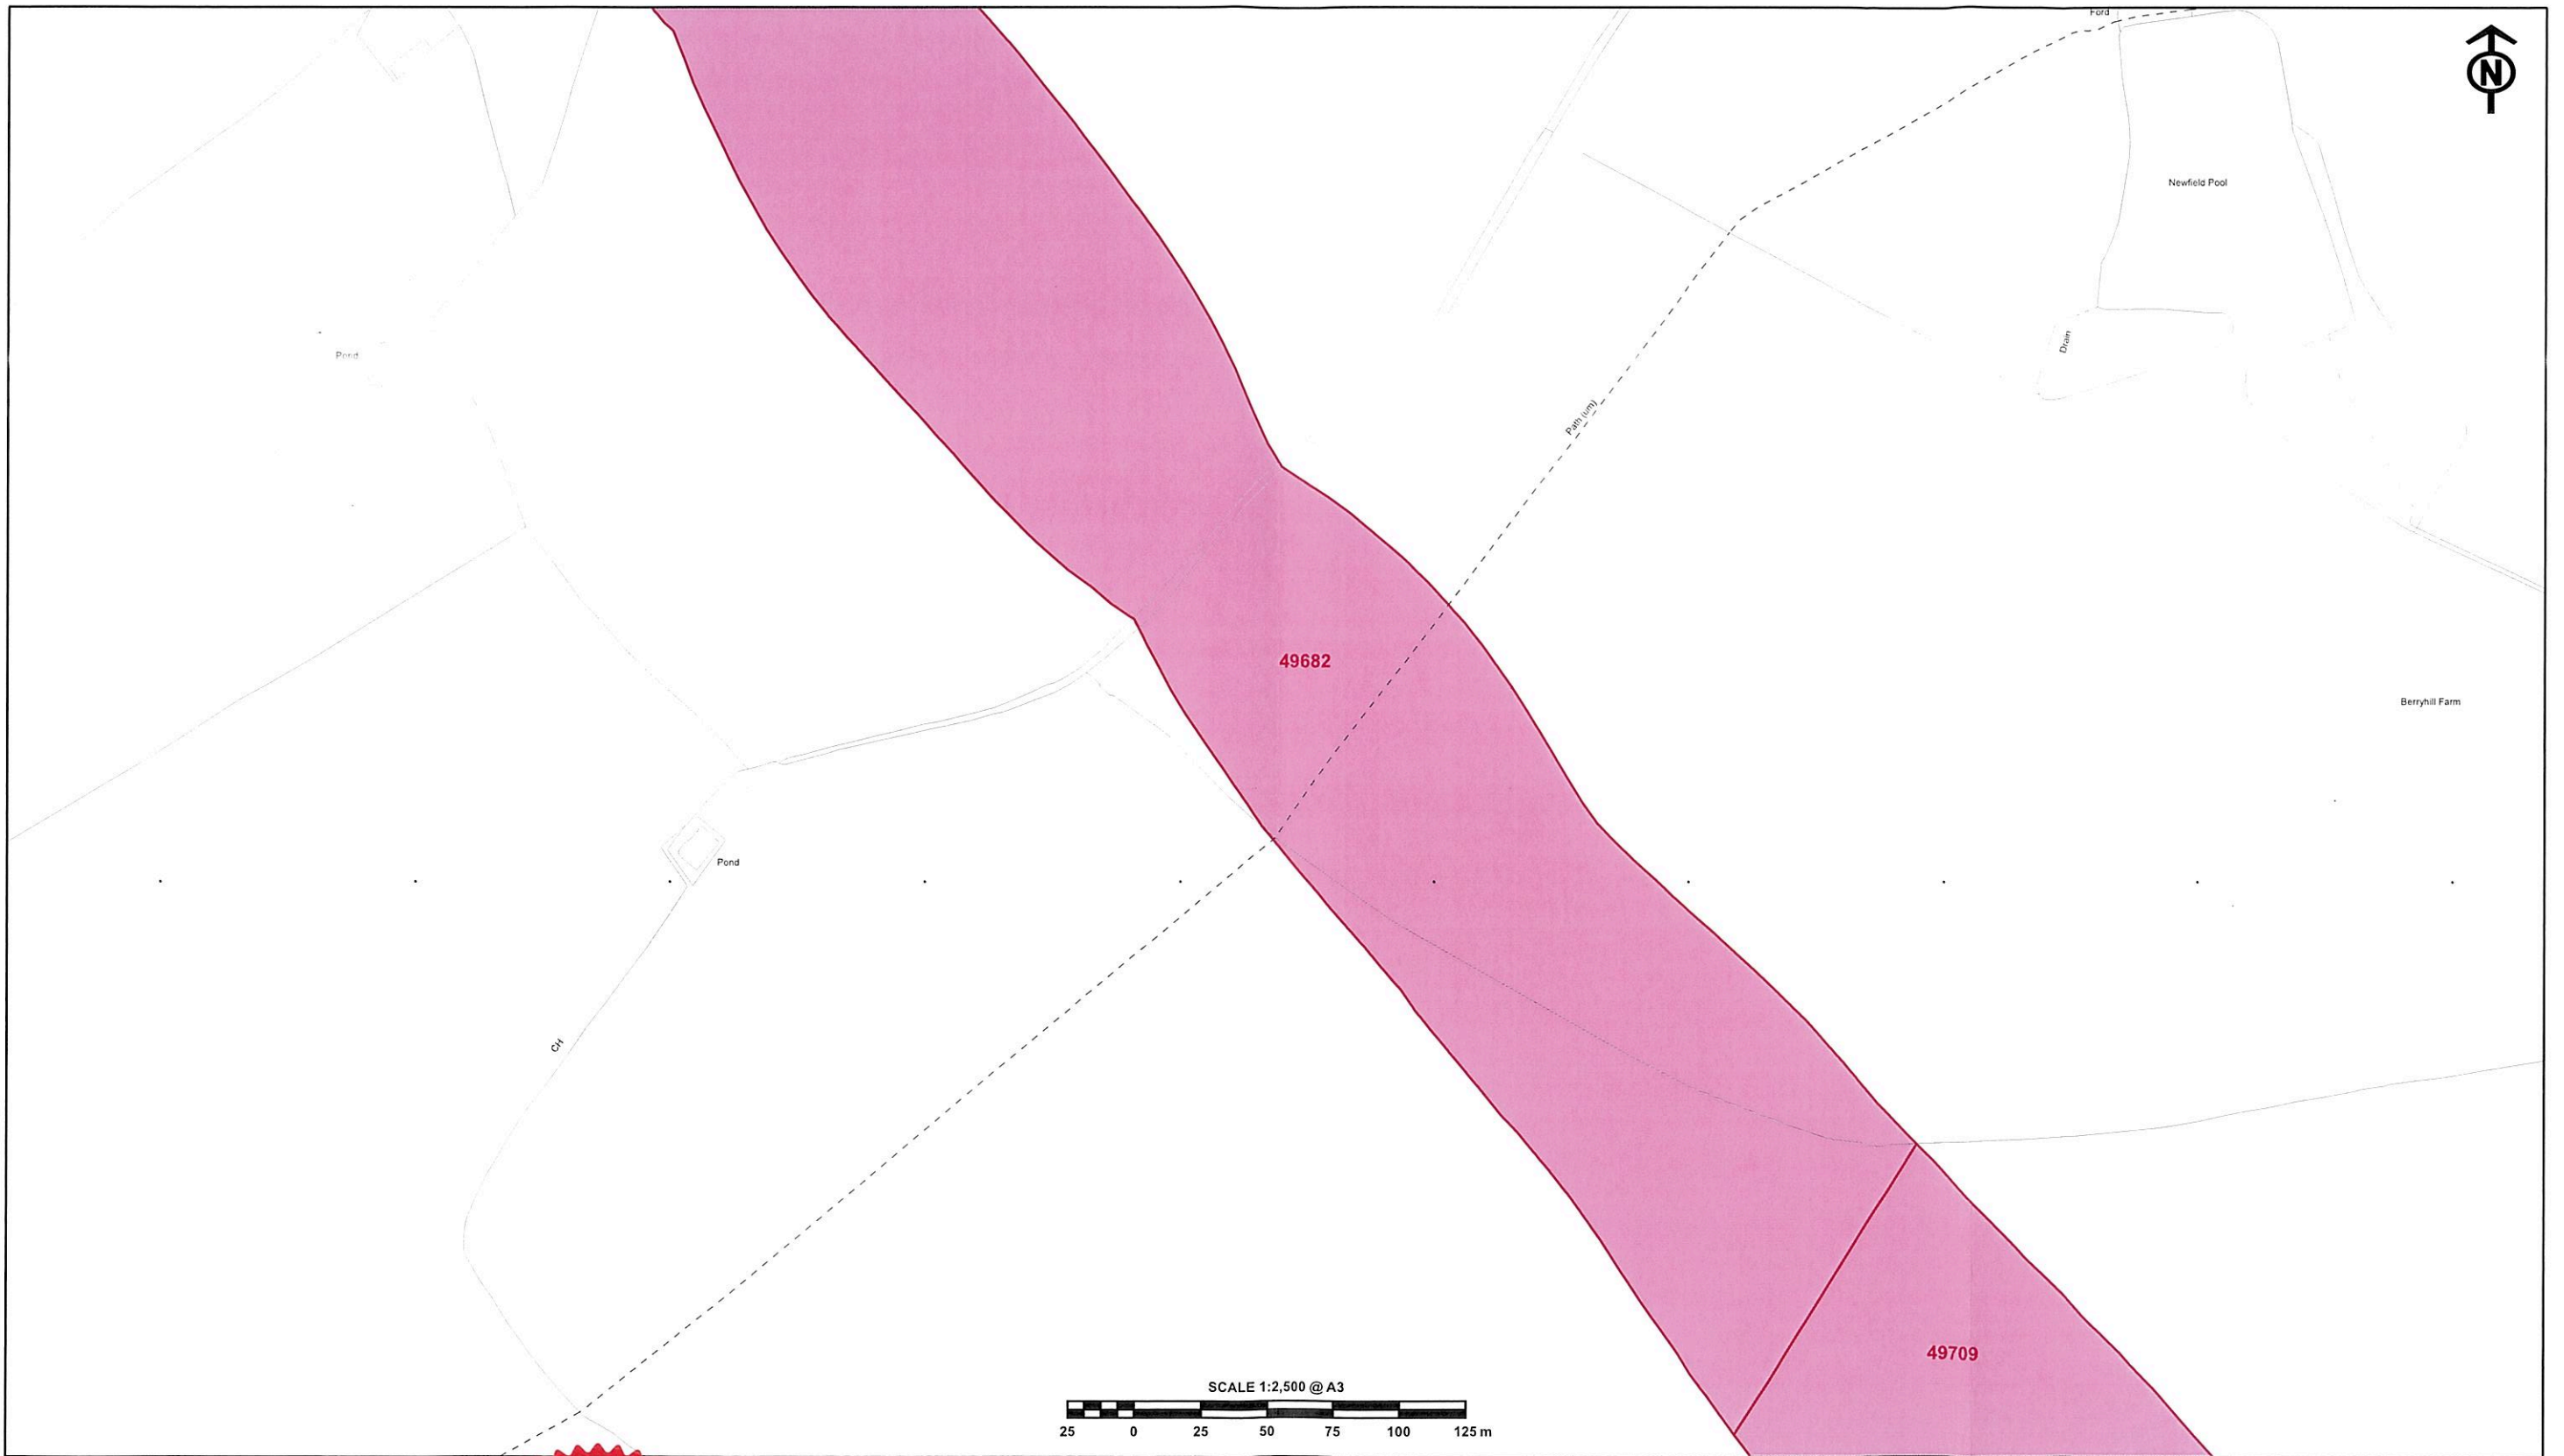 Ford
N
Newfield Pool
Drain
Pond
Path (um)
49682
Berryhill Farm
Pond
CH
49709
SCALE 1:2,500 @ A3
25 0 25 50 75 100 125 m